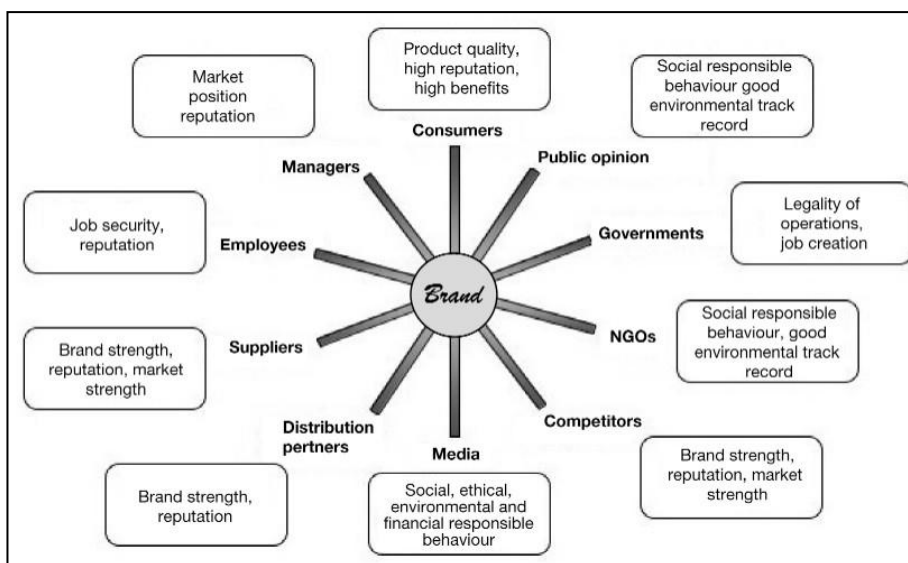 Product quality,
high reputation,
high benefits
Consumers
Social responsible
behaviour good
environmental track
record
Public opinion
Legality of
operations,
job creation
Governments
Social responsible
behaviour, good
environmental track
record
NGOs
Brand strength,
reputation, market
strength
Competitors
Media
Social, ethical,
environmental and
financial responsible
behaviour
Distribution
pertners
Brand strength,
reputation
Suppliers
Brand strength,
reputation, market
strength
Employees
Job security,
reputation
Managers
Market
position
reputation
Brand